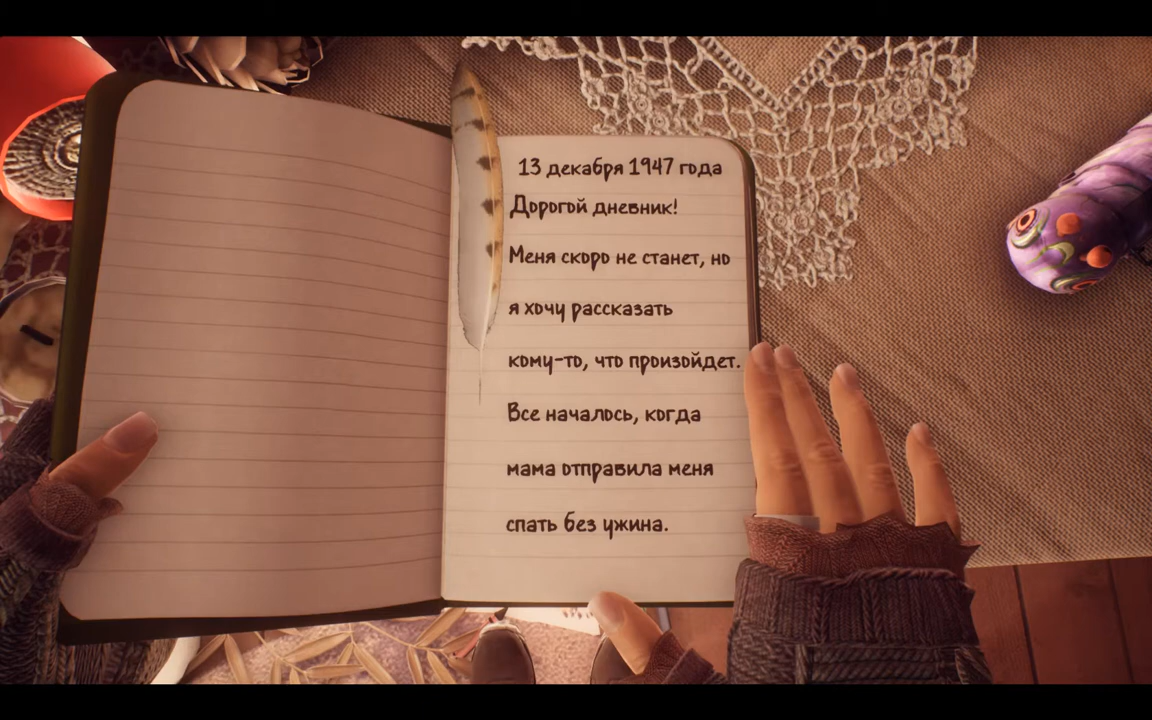 13 декабря 1947 года
Дорогой дневник!
Меня скоро не станет, но
я хочу рассказать
кому-то, что произойдет.
Все началось, когда
мама отправила меня
спать без ужина.